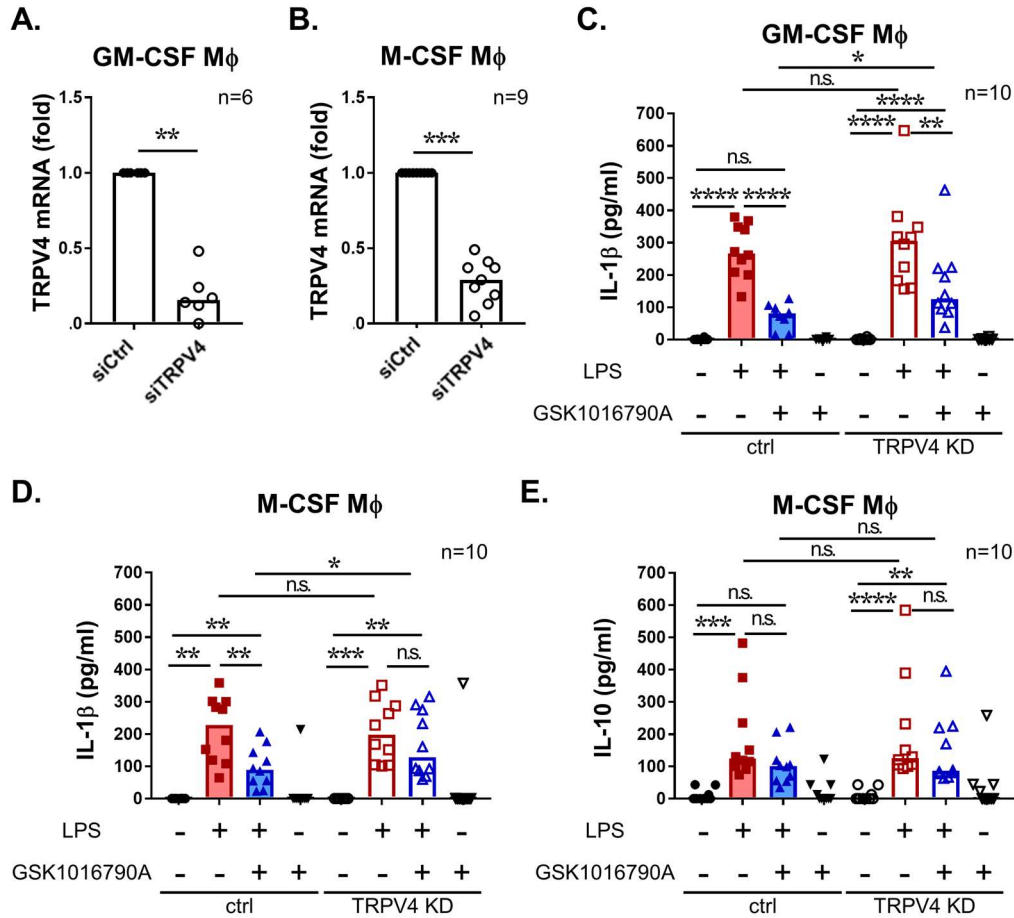 A.
GM-CSF Mϕ
n=6
TRPV4 mRNA (fold)
1.5
1.0
0.5
0.0
**
siCtrl
siTRPV4
B.
M-CSF Mϕ
n=9
TRPV4 mRNA (fold)
1.5
1.0
0.5
0.0
***
siCtrl
siTRPV4
C.
GM-CSF Mϕ
n=10
*
n.s.
****
**** **
n.s.
**** ****
IL-1β (pg/ml)
700
600
500
400
300
200
100
0
LPS - + + - - + + -
GSK1016790A - - + + - - + +
ctrl TRPV4 KD
D.
M-CSF Mϕ
n=10
*
n.s.
** **
** ** *** n.s.
IL-1β (pg/ml)
700
600
500
400
300
200
100
0
LPS - + + - - + + -
GSK1016790A - - + + - - + +
ctrl TRPV4 KD
E.
M-CSF Mϕ
n=10
n.s.
n.s.
n.s. **
*** n.s. **** n.s.
IL-10 (pg/ml)
700
600
500
400
300
200
100
0
LPS - + + - - + + -
GSK1016790A - - + + - - + +
ctrl TRPV4 KD